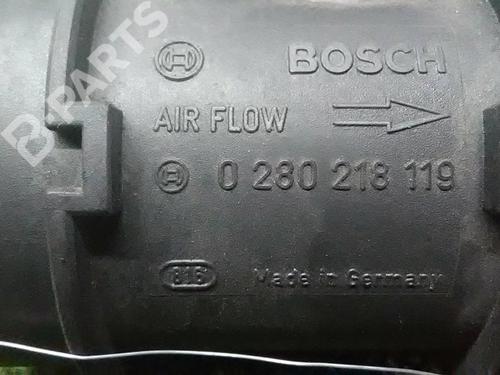 B-PARTS
BOSCH
AIR FLOW
0 280 218 119
816
Made in Germany